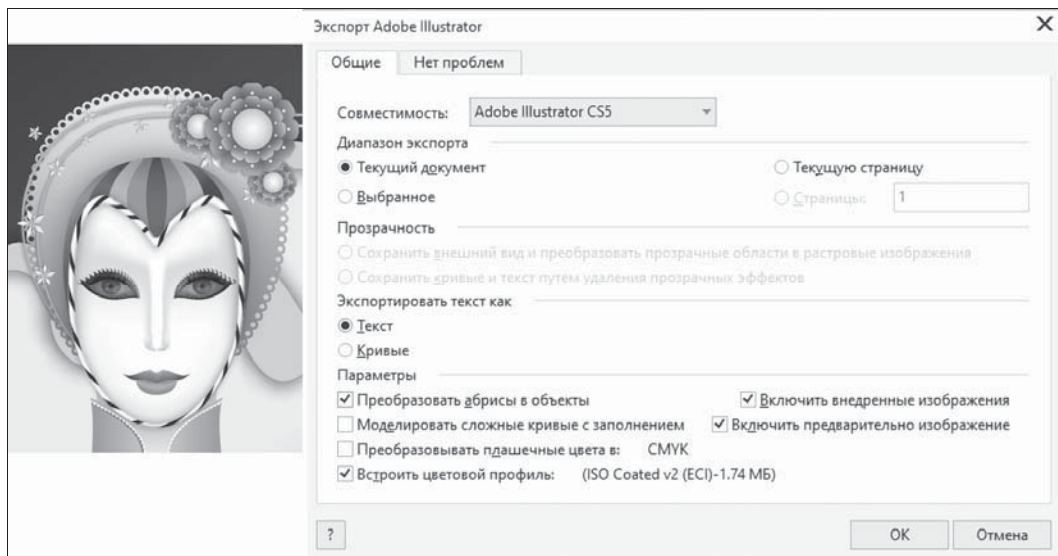 Экспорт Adobe Illustrator X
Общие Нет проблем
Совместимость: Adobe Illustrator CS5
Диапазон экспорта
Текущий документ Текущую страницу
Выбранное Страницы: 1
Прозрачность
Сохранить внешний вид и преобразовать прозрачные области в растровые изображения
Сохранить кривые и текст путем удаления прозрачных эффектов
Экспортировать текст как
Текст
Кривые
Параметры
Преобразовать абрисы в объекты Включить внедренные изображения
Моделировать сложные кривые с заполнением Включить предварительно изображение
Преобразовывать плашечные цвета в: CMYK
Встроить цветовой профиль: (ISO Coated v2 (ECI)-1.74 МБ)
? OK Отмена